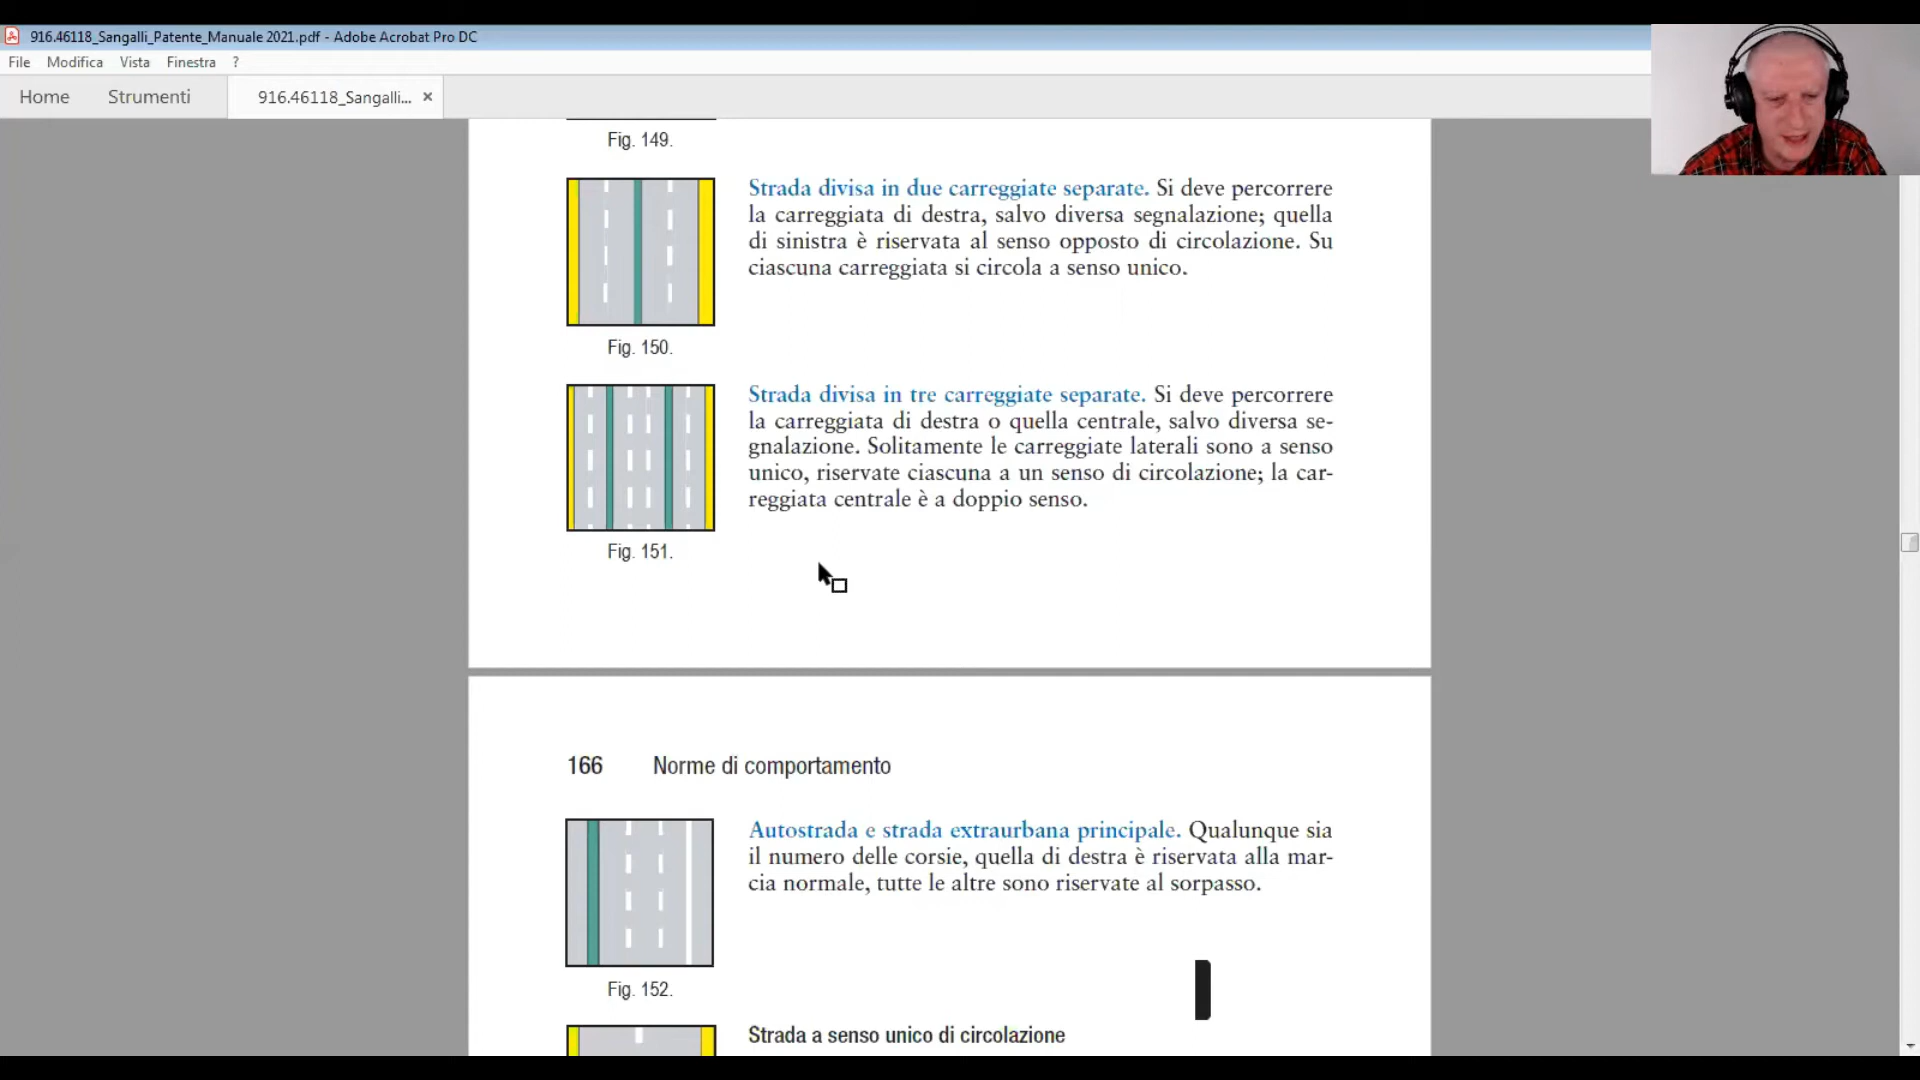 916.46118_Sangalli_Patente_Manuale 2021.pdf - Adobe Acrobat Pro DC
File Modifica Vista Finestra ?
Home Strumenti 916.46118_Sangalli... ×
Fig. 149.
Strada divisa in due carreggiate separate. Si deve percorrere
la carreggiata di destra, salvo diversa segnalazione; quella
di sinistra è riservata al senso opposto di circolazione. Su
ciascuna carreggiata si circola a senso unico.
Fig. 150.
Strada divisa in tre carreggiate separate. Si deve percorrere
la carreggiata di destra o quella centrale, salvo diversa se-
gnalazione. Solitamente le carreggiate laterali sono a senso
unico, riservate ciascuna a un senso di circolazione; la car-
reggiata centrale è a doppio senso.
Fig. 151.
166 Norme di comportamento
Autostrada e strada extraurbana principale. Qualunque sia
il numero delle corsie, quella di destra è riservata alla mar-
cia normale, tutte le altre sono riservate al sorpasso.
Fig. 152.
Strada a senso unico di circolazione